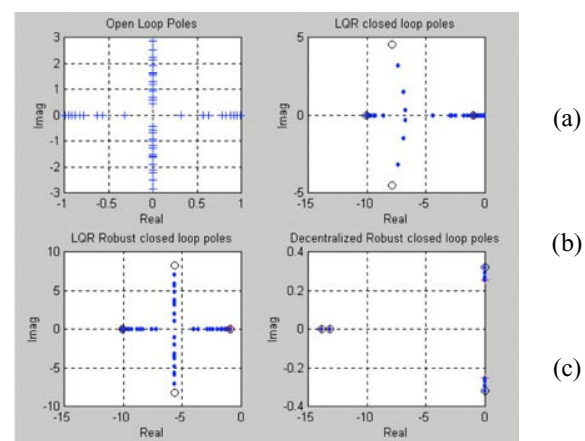 Open Loop Poles
3
2
1
0
-1
-2
-3
Imag
-1 -0.5 0 0.5 1
Real
LQR closed loop poles
5
0
-5
Imag
-15 -10 -5 0
Real
(a)
LQR Robust closed loop poles
10
5
0
-5
-10
Imag
-15 -10 -5 0
Real
Decentralized Robust closed loop poles
0.4
0.2
0
-0.2
-0.4
Imag
-15 -10 -5 0
Real
(b)
(c)